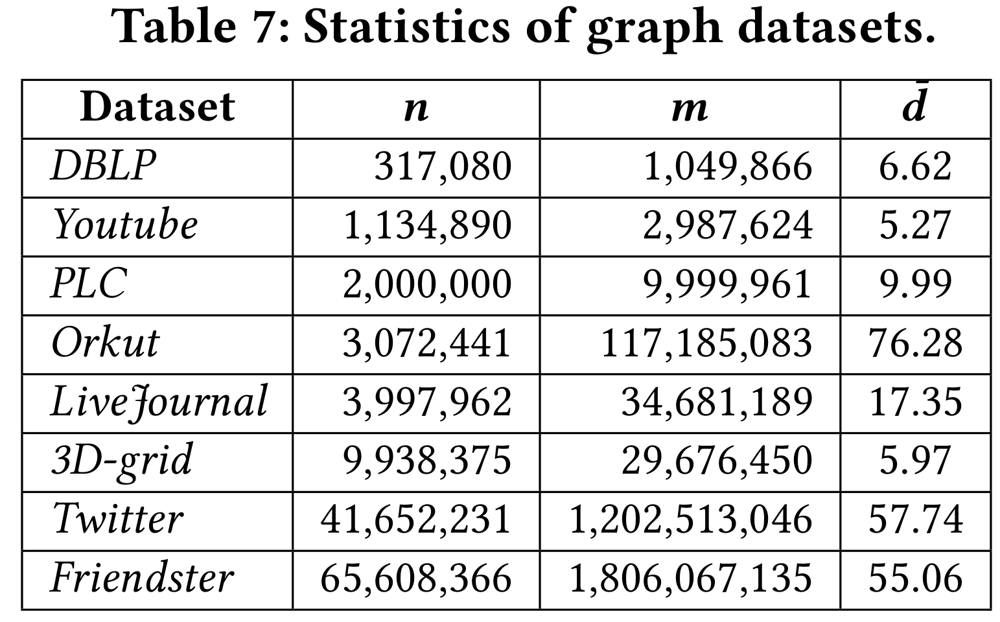 Table 7: Statistics of graph datasets.
Dataset n m d̄
DBLP 317,080 1,049,866 6.62
Youtube 1,134,890 2,987,624 5.27
PLC 2,000,000 9,999,961 9.99
Orkut 3,072,441 117,185,083 76.28
LiveJournal 3,997,962 34,681,189 17.35
3D-grid 9,938,375 29,676,450 5.97
Twitter 41,652,231 1,202,513,046 57.74
Friendster 65,608,366 1,806,067,135 55.06